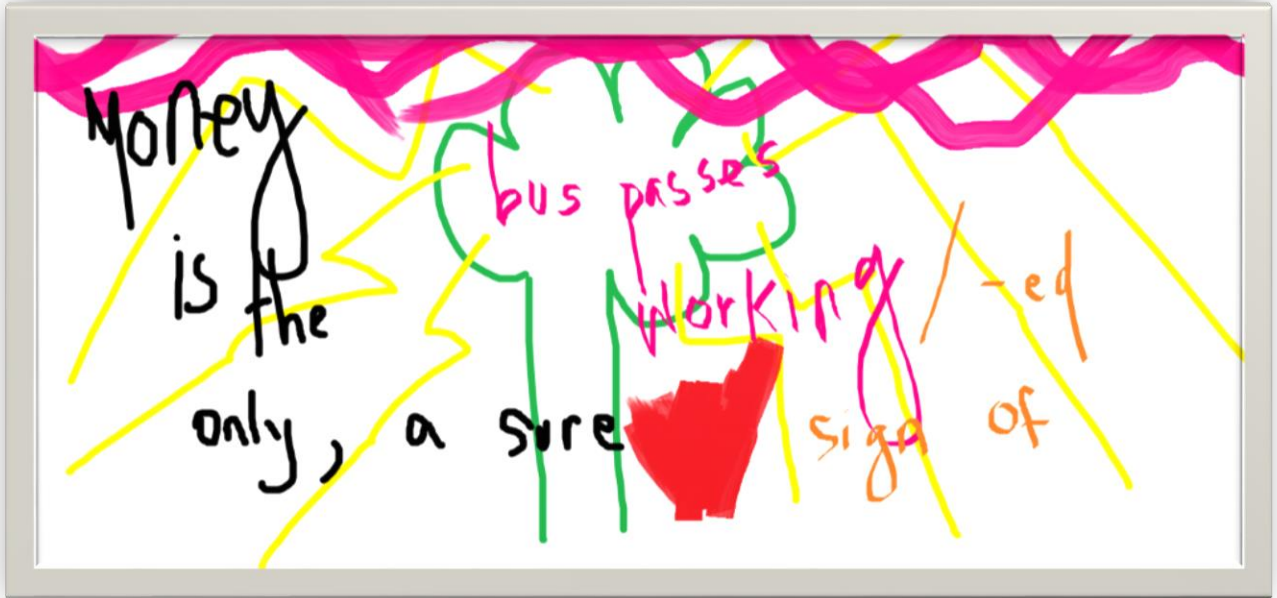 Money
bus passes
is the
working / -ed
only, a sure sign of